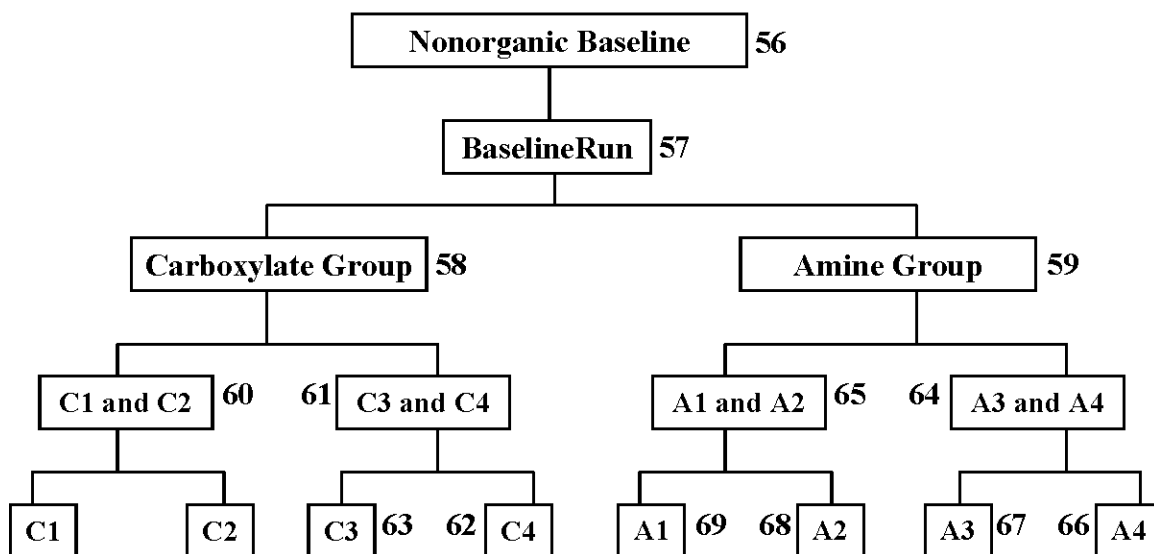 Nonorganic Baseline 56
BaselineRun 57
Carboxylate Group 58 Amine Group 59
C1 and C2 60 61 C3 and C4 A1 and A2 65 64 A3 and A4
C1 C2 C3 63 62 C4 A1 69 68 A2 A3 67 66 A4